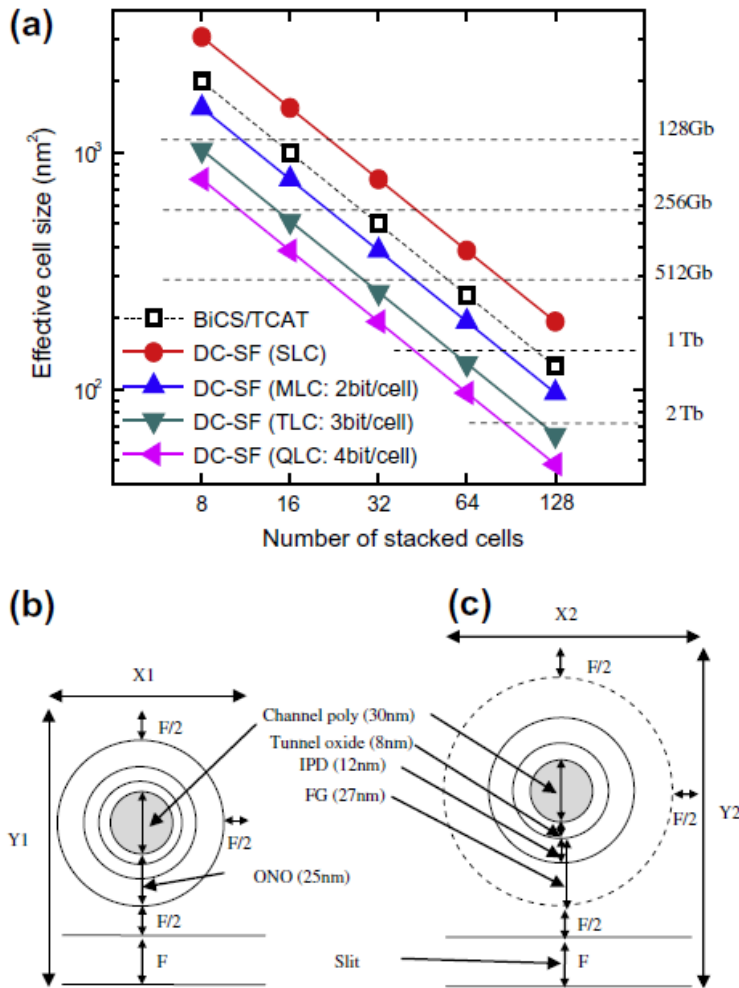 (a)
Effective cell size (nm²)
10³
10²
128Gb
256Gb
512Gb
1 Tb
2 Tb
BiCS/TCAT
DC-SF (SLC)
DC-SF (MLC: 2bit/cell)
DC-SF (TLC: 3bit/cell)
DC-SF (QLC: 4bit/cell)
8 16 32 64 128
Number of stacked cells
(b)
X1
F/2
Y1
F/2
ONO (25nm)
F/2
F
Channel poly (30nm)
Tunnel oxide (8nm)
IPD (12nm)
FG (27nm)
Slit
(c)
X2
F/2
F/2
Y2
F/2
F